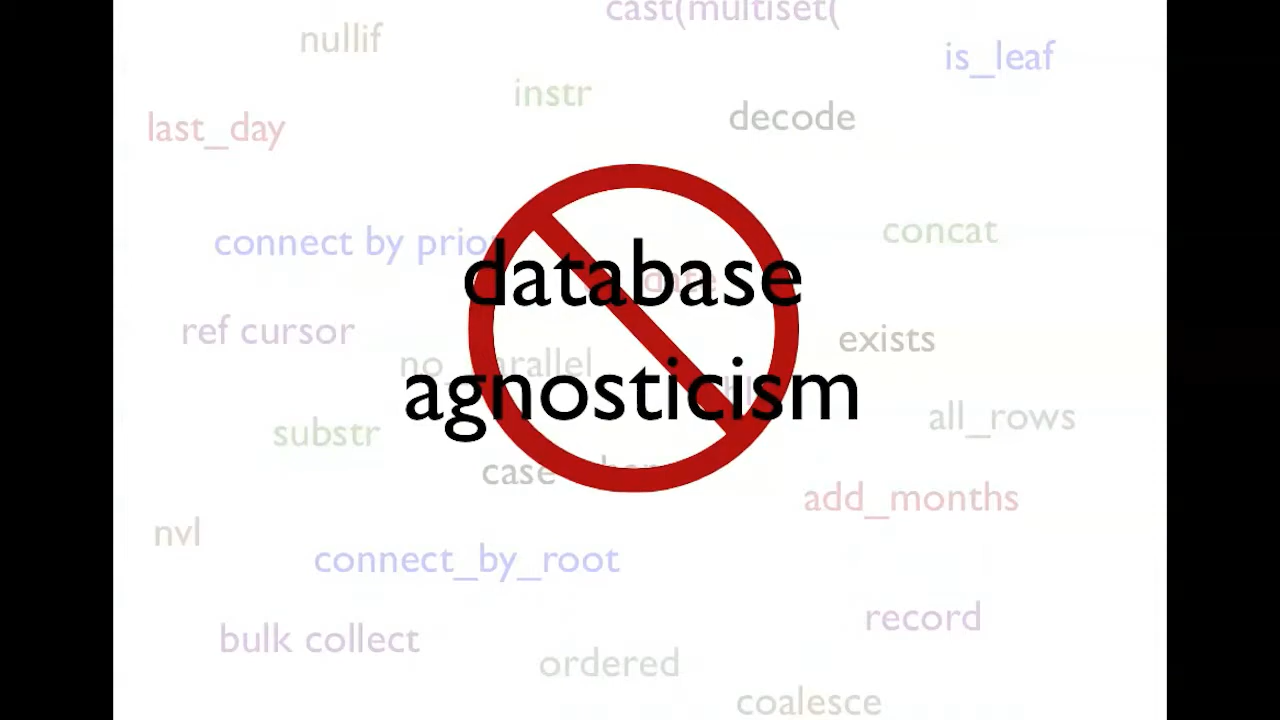 cast(multiset(
nullif
is_leaf
instr
decode
last_day
concat
connect by prior
database
ref cursor
exists
agnosticism
all_rows
substr
case
add_months
nvl
connect_by_root
record
bulk collect
ordered
coalesce